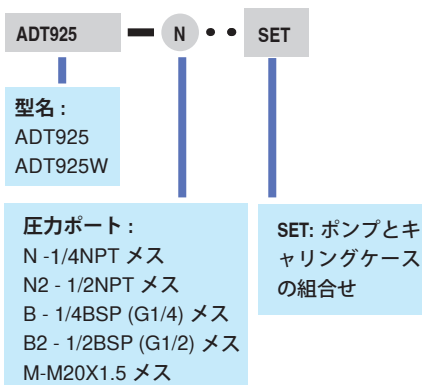 ADT925 — N • • SET
型名 :
ADT925
ADT925W
圧力ポート :
N -1/4NPT メス
N2 - 1/2NPT メス
B - 1/4BSP (G1/4) メス
B2 - 1/2BSP (G1/2) メス
M-M20X1.5 メス
SET: ポンプとキ
ャリングケース
の組合せ